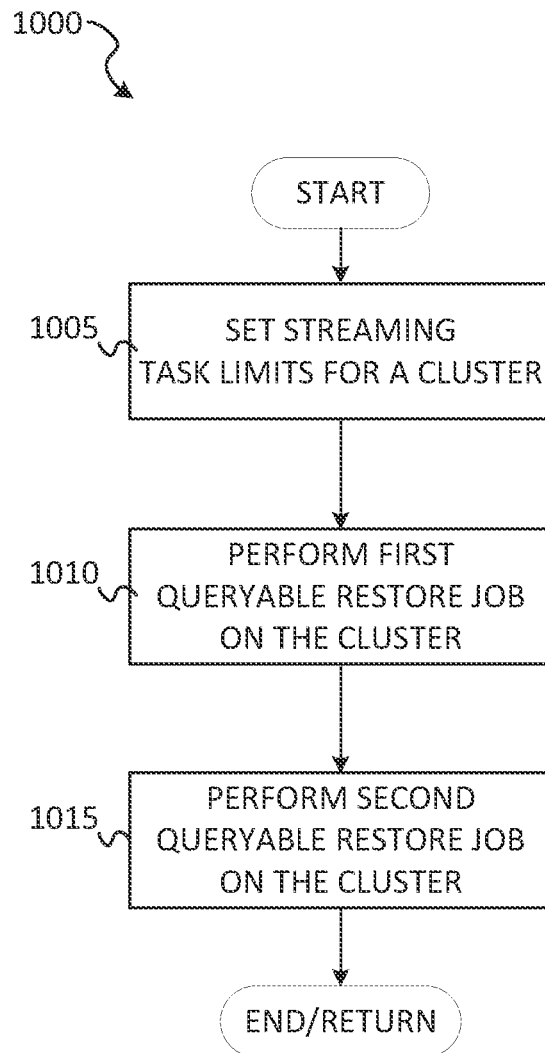 1000
START
1005
SET STREAMING
TASK LIMITS FOR A CLUSTER
1010
PERFORM FIRST
QUERYABLE RESTORE JOB
ON THE CLUSTER
1015
PERFORM SECOND
QUERYABLE RESTORE JOB
ON THE CLUSTER
END/RETURN